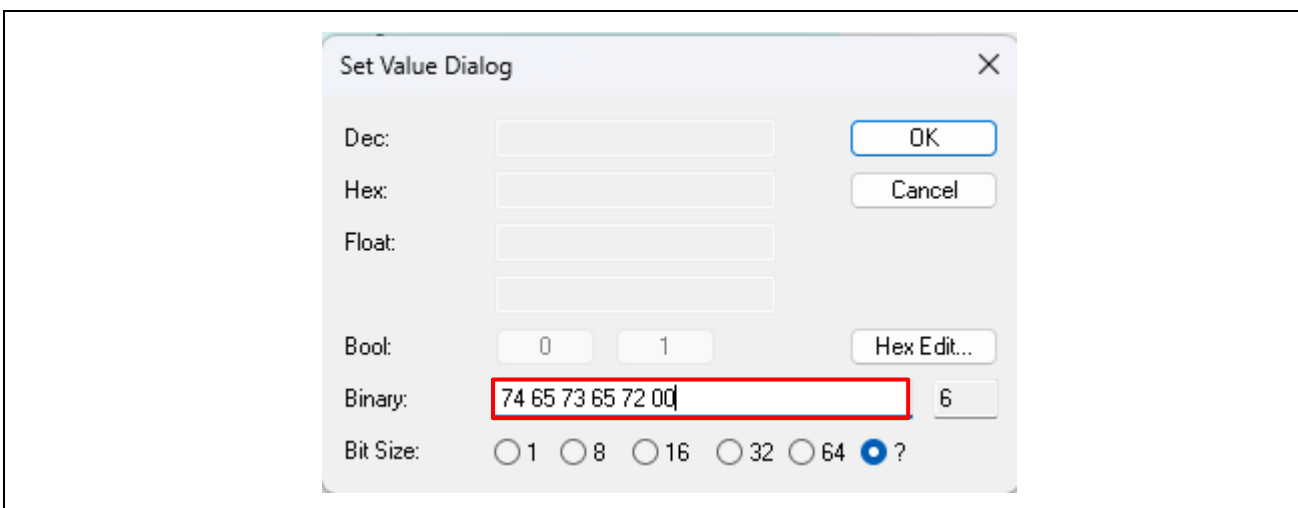 Set Value Dialog
Dec:
OK
Hex:
Cancel
Float:
Bool:
0
1
Hex Edit...
Binary:
74 65 73 65 72 00
6
Bit Size:
1
8
16
32
64
?